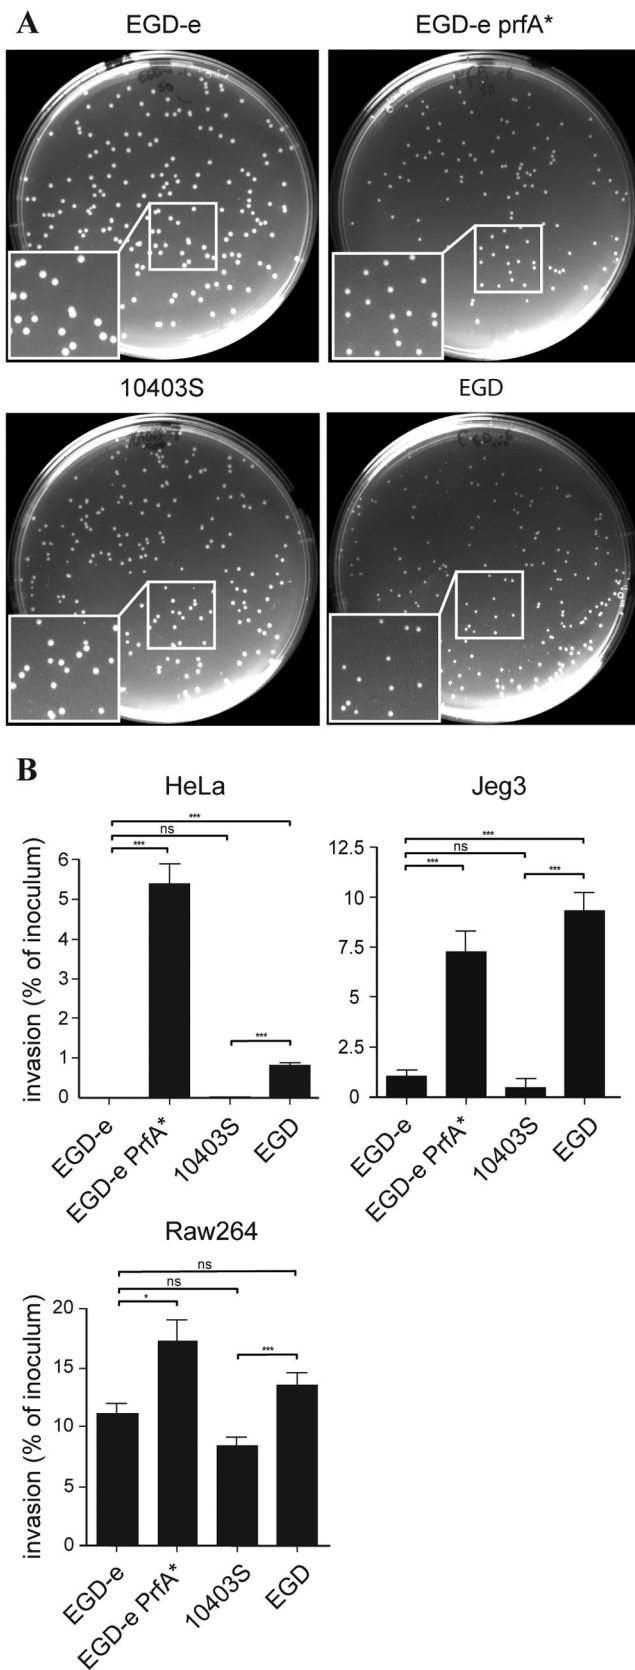 A
EGD-e
EGD-e prfA*
10403S
EGD
B
HeLa
invasion (% of inoculum)
6
5
4
3
2
1
0
***
ns
***
***
EGD-e
EGD-e PrfA*
10403S
EGD
Jeg3
12.5
10
7.5
5
2.5
0
***
ns
***
***
EGD-e
EGD-e PrfA*
10403S
EGD
Raw264
invasion (% of inoculum)
20
15
10
5
0
ns
ns
*
***
EGD-e
EGD-e PrfA*
10403S
EGD